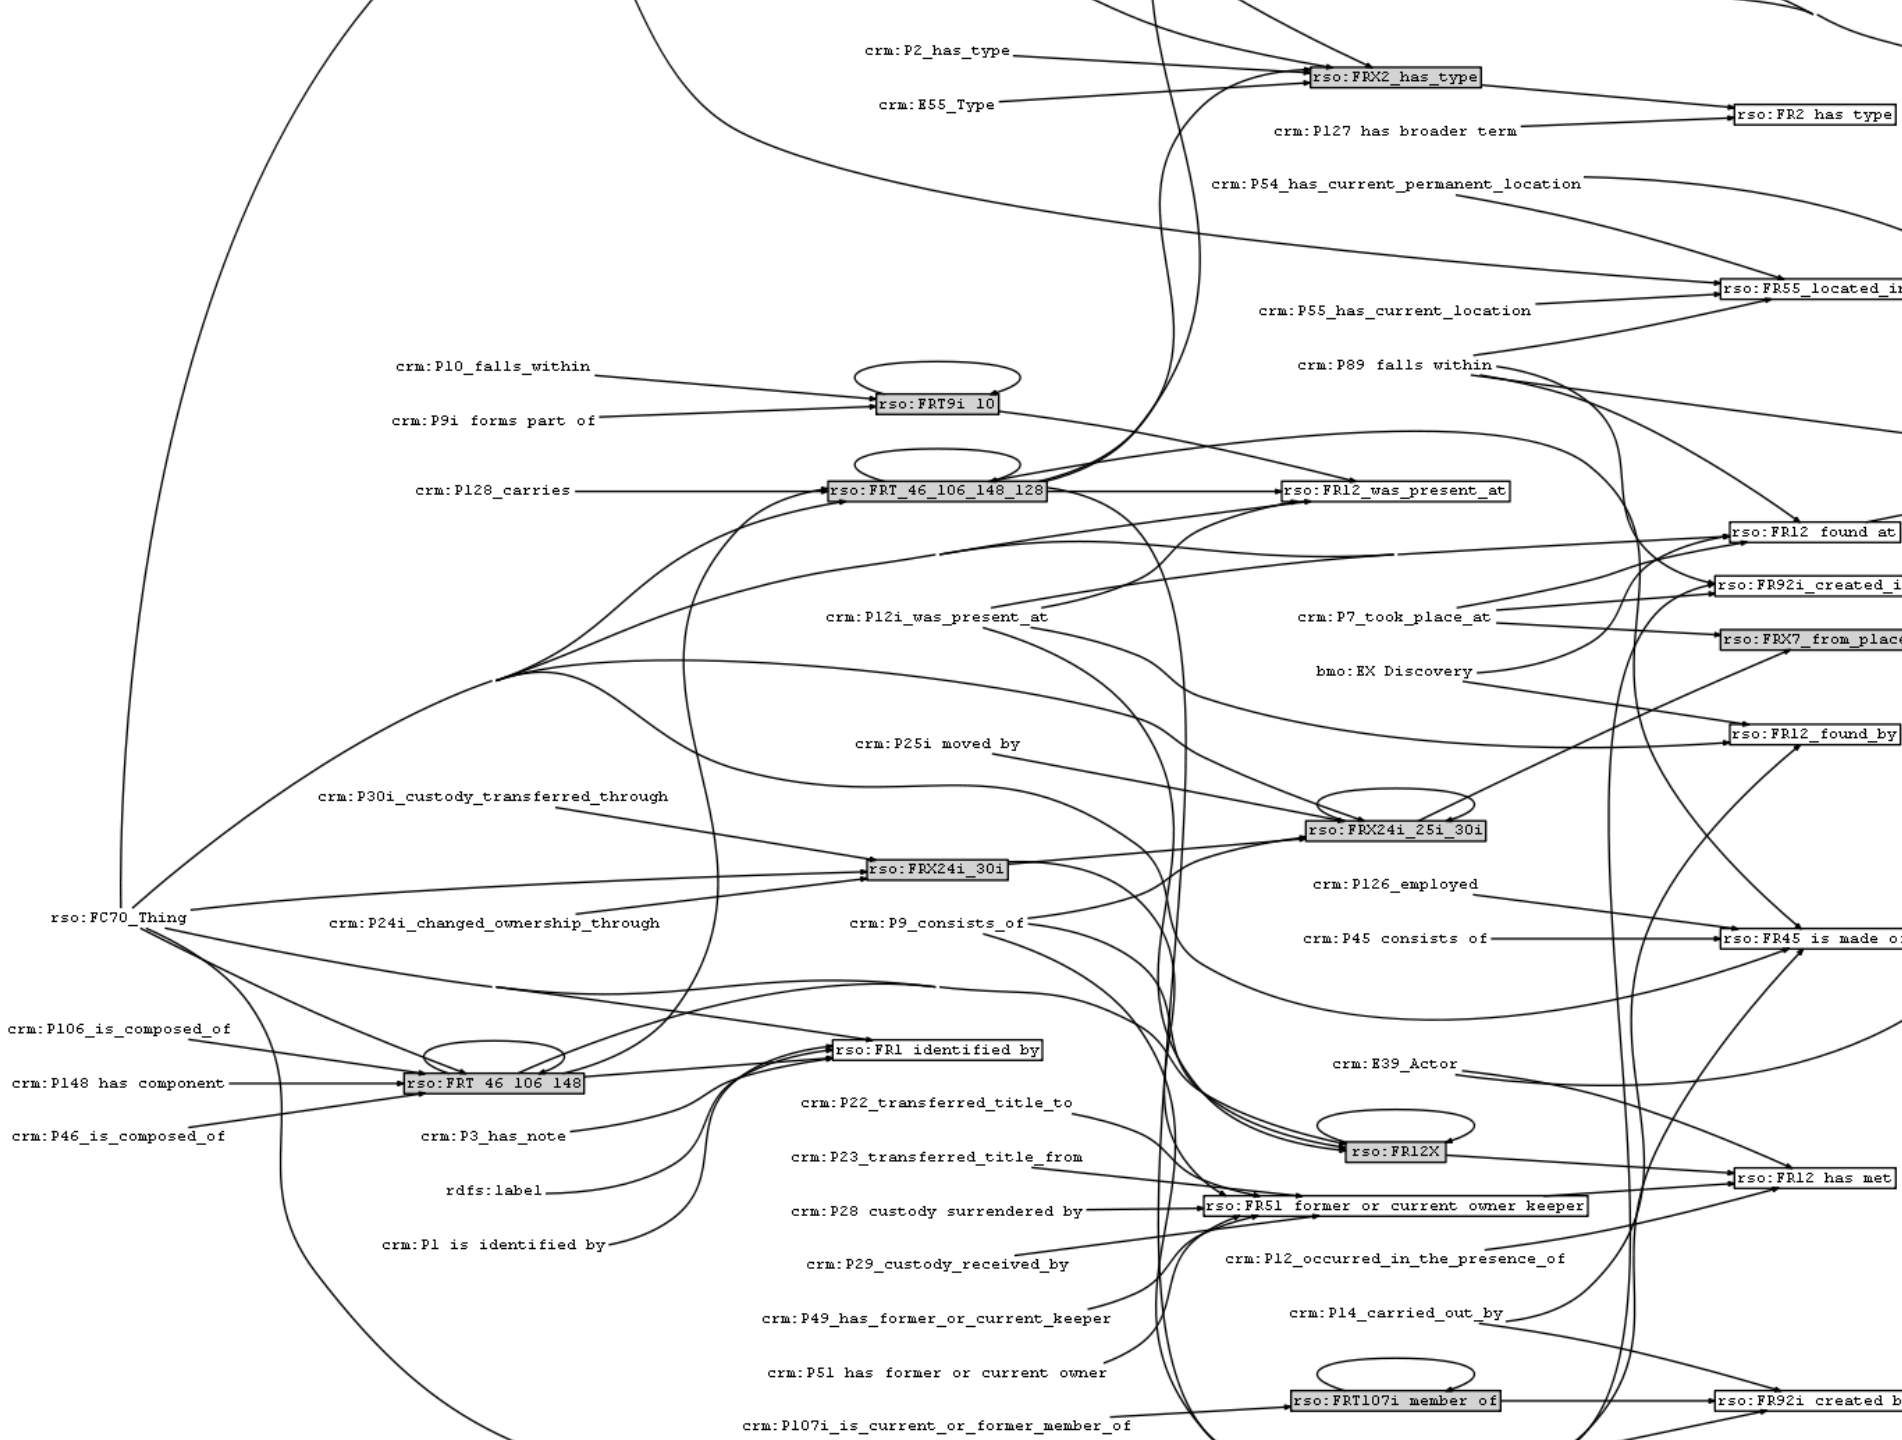 crm:P2_has_type
rso:FRX2_has_type
crm:E55_Type
rso:FR2 has type
crm:P127 has broader term
crm:P54_has_current_permanent_location
rso:FR55_located_in
crm:P55_has_current_location
crm:P89 falls within
crm:P10_falls_within
rso:FRT9i 10
crm:P9i forms part of
crm:P128_carries
rso:FRT_46_106_148_128
rso:FR12_was_present_at
rso:FR12 found at
rso:FR92i_created_i
crm:P12i_was_present_at
crm:P7_took_place_at
rso:FRX7_from_place
bmo:EX Discovery
rso:FR12_found_by
crm:P25i moved by
crm:P30i_custody_transferred_through
rso:FRX24i_25i_30i
rso:FRX24i_30i
crm:P126_employed
rso:FC70_Thing
crm:P24i_changed_ownership_through
crm:P9_consists_of
crm:P45 consists of
rso:FR45 is made o
crm:P106_is_composed_of
rso:FR1 identified by
crm:E39_Actor
crm:P148 has component
rso:FRT 46 106 148
crm:P22_transferred_title_to
crm:P46_is_composed_of
crm:P3_has_note
rso:FR12X
crm:P23_transferred_title_from
rso:FR12 has met
rdfs:label
crm:P28 custody surrendered by
rso:FR51 former or current owner keeper
crm:P1 is identified by
crm:P29_custody_received_by
crm:P12_occurred_in_the_presence_of
crm:P49_has_former_or_current_keeper
crm:P14_carried_out_by
crm:P51 has former or current owner
rso:FRT107i member of
rso:FR92i created b
crm:P107i_is_current_or_former_member_of